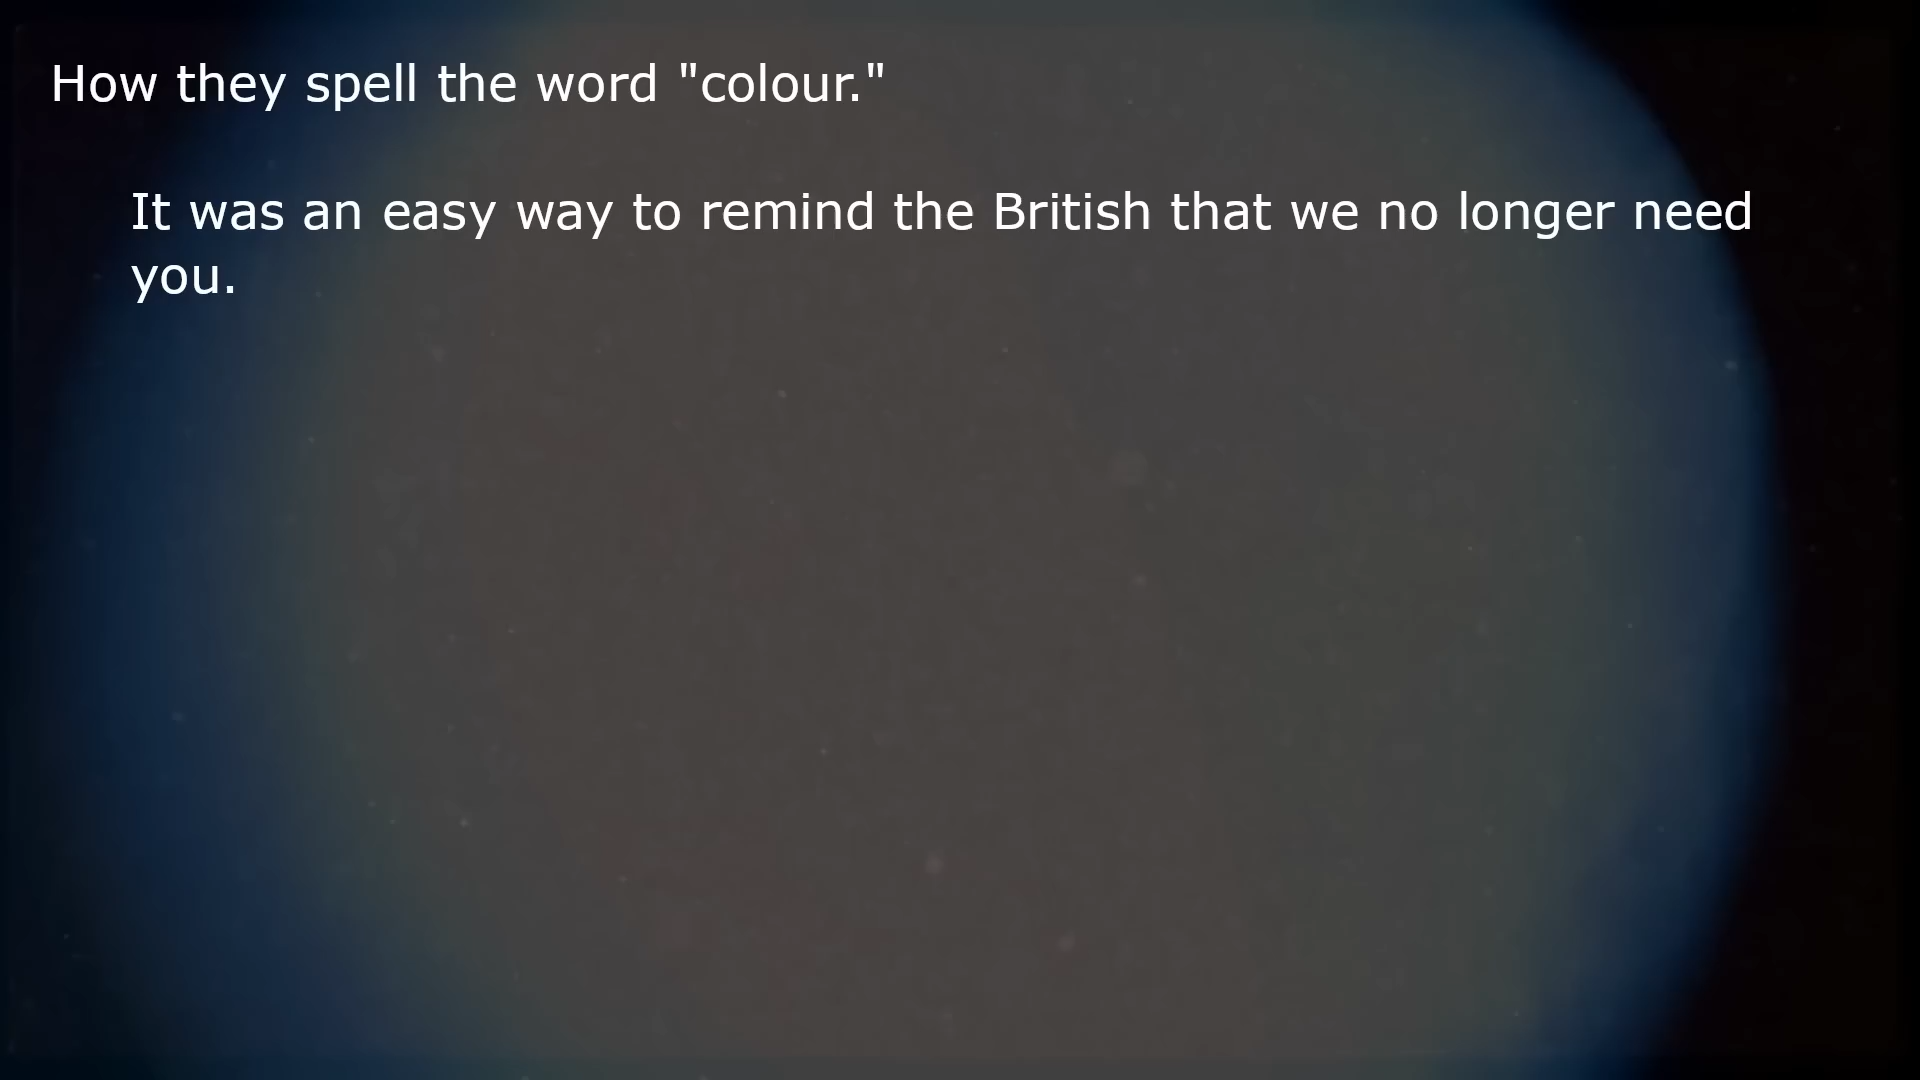 How they spell the word "colour."
It was an easy way to remind the British that we no longer need
you.